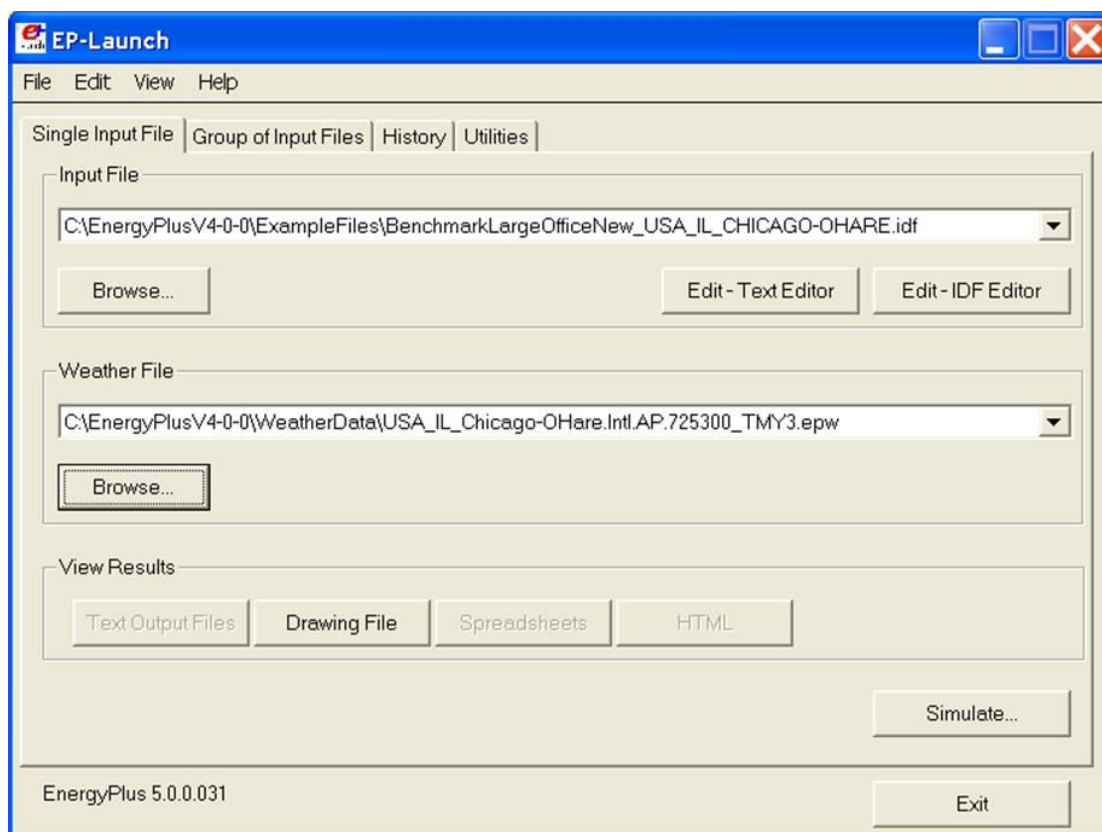 EP-Launch
File Edit View Help
Single Input File Group of Input Files History Utilities
Input File
C:\EnergyPlusV4-0-0\ExampleFiles\BenchmarkLargeOfficeNew_USA_IL_CHICAGO-OHARE.idf
Browse... Edit - Text Editor Edit - IDF Editor
Weather File
C:\EnergyPlusV4-0-0\WeatherData\USA_IL_Chicago-OHare.Intl.AP.725300_TMY3.epw
Browse...
View Results
Text Output Files Drawing File Spreadsheets HTML
Simulate...
EnergyPlus 5.0.0.031
Exit